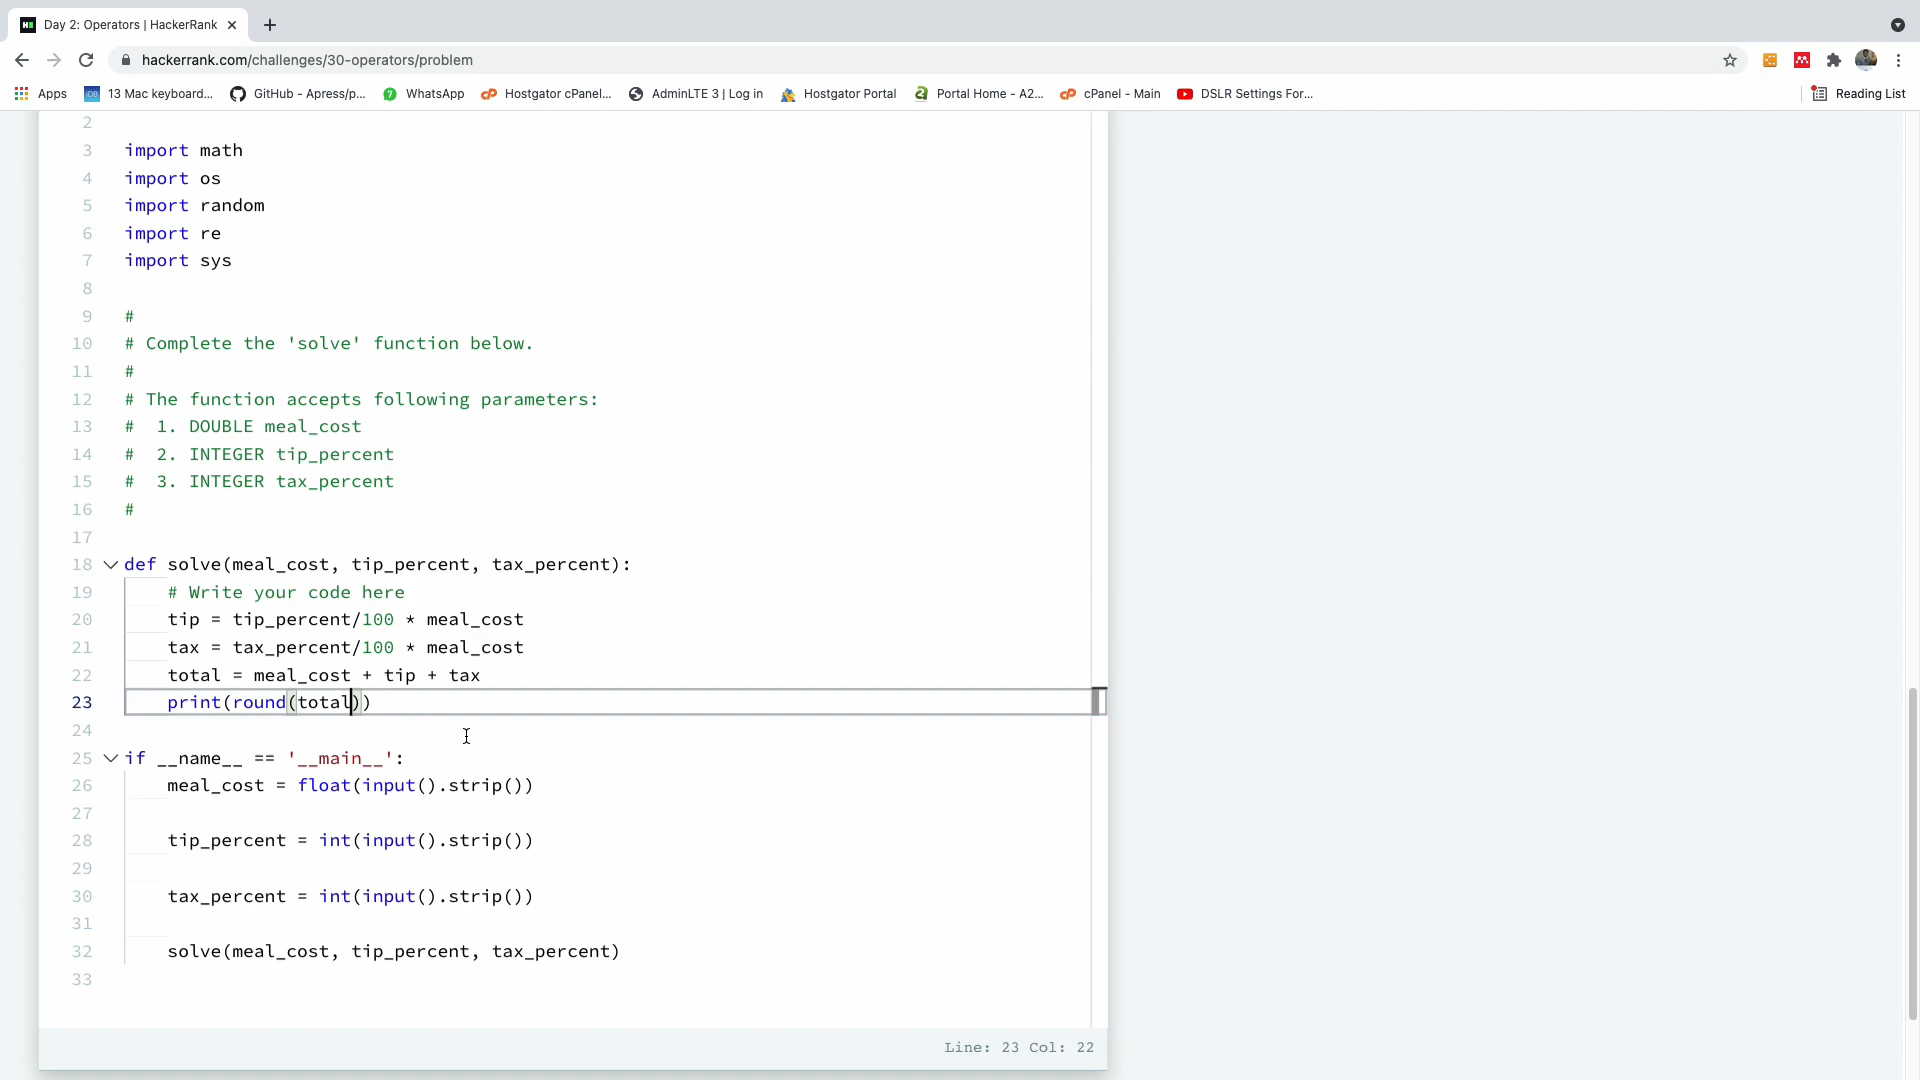 Day 2: Operators | HackerRank
hackerrank.com/challenges/30-operators/problem
Apps 13 Mac keyboard... GitHub - Apress/p... WhatsApp Hostgator cPanel... AdminLTE 3 | Log in Hostgator Portal Portal Home - A2... cPanel - Main DSLR Settings For... Reading List
2
3 import math
4 import os
5 import random
6 import re
7 import sys
8
9 #
10 # Complete the 'solve' function below.
11 #
12 # The function accepts following parameters:
13 #  1. DOUBLE meal_cost
14 #  2. INTEGER tip_percent
15 #  3. INTEGER tax_percent
16 #
17
18 def solve(meal_cost, tip_percent, tax_percent):
19     # Write your code here
20     tip = tip_percent/100 * meal_cost
21     tax = tax_percent/100 * meal_cost
22     total = meal_cost + tip + tax
23     print(round(total))
24
25 if __name__ == '__main__':
26     meal_cost = float(input().strip())
27
28     tip_percent = int(input().strip())
29
30     tax_percent = int(input().strip())
31
32     solve(meal_cost, tip_percent, tax_percent)
33
Line: 23 Col: 22